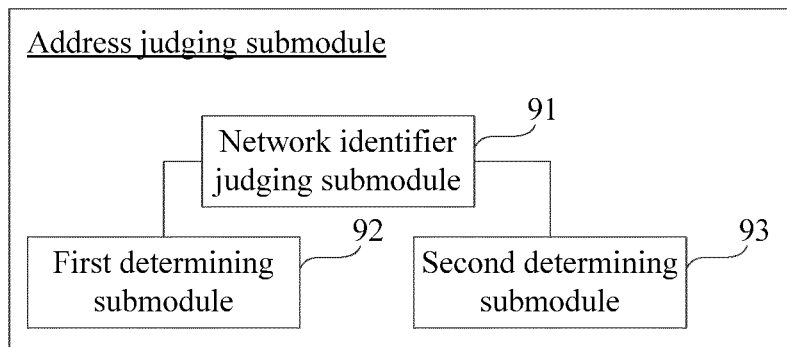 Address judging submodule
91
Network identifier
judging submodule
92
First determining
submodule
93
Second determining
submodule